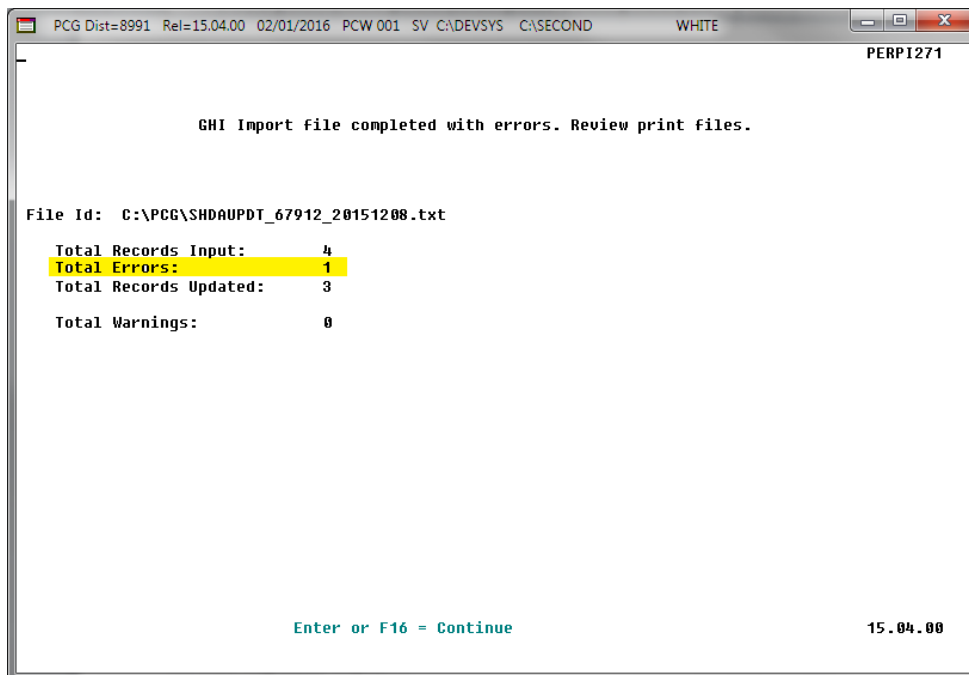 PCG Dist=8991 Rel=15.04.00 02/01/2016 PCW 001 SV C:\DEVSYS C:\SECOND WHITE
PERPI271
GHI Import file completed with errors. Review print files.
File Id: C:\PCG\SHDAUPDT_67912_20151208.txt
Total Records Input: 4
Total Errors: 1
Total Records Updated: 3
Total Warnings: 0
Enter or F16 = Continue 15.04.00